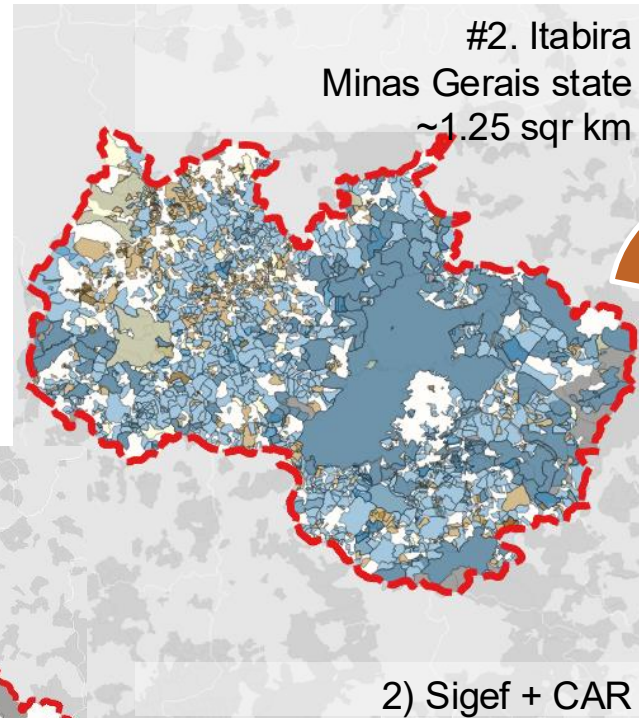 #2. Itabira
Minas Gerais state
~1.25 sqr km
2) Sigef + CAR